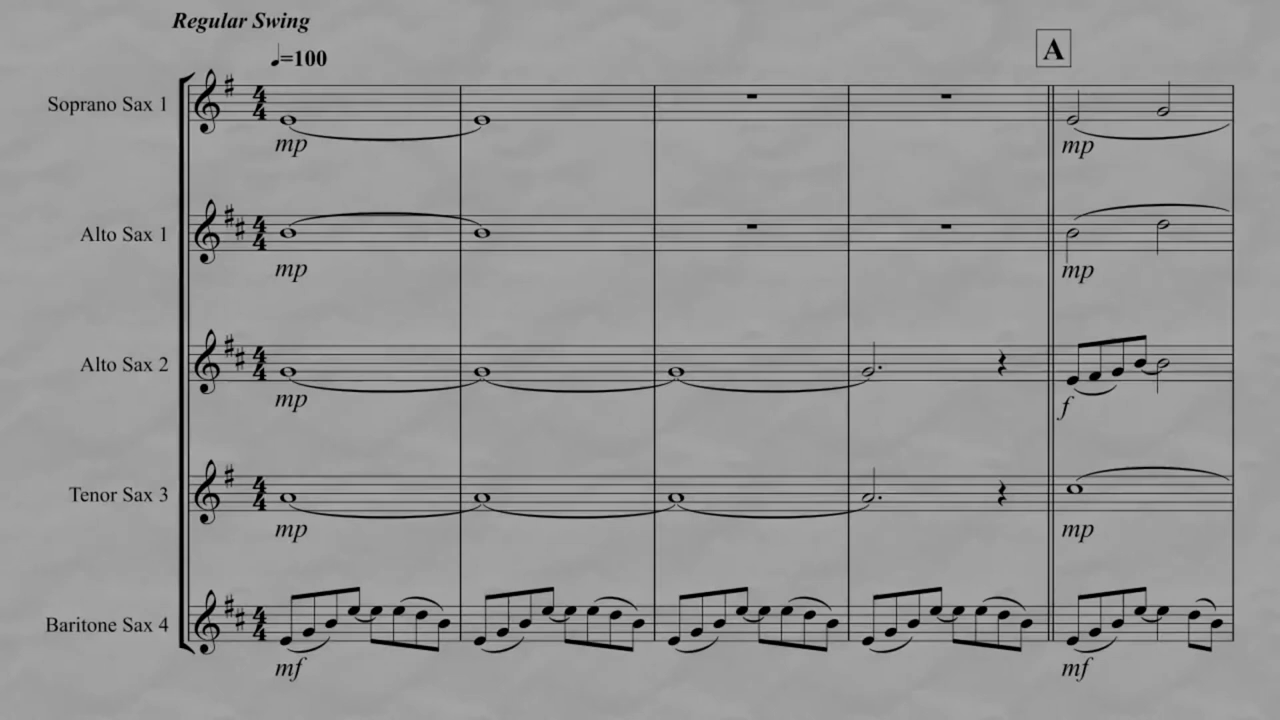 Regular Swing
♩=100
A
Soprano Sax 1
mp
mp
Alto Sax 1
mp
mp
Alto Sax 2
mp
f
Tenor Sax 3
mp
mp
Baritone Sax 4
mf
mf